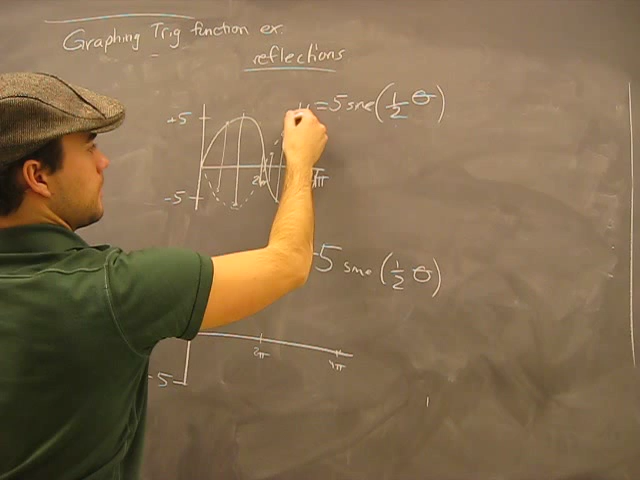 Graphing Trig function ex.
reflections
+5
y = 5 sine (1/2 θ)
-5
2π
4π
-5 sine (1/2 θ)
2π
4π
-5